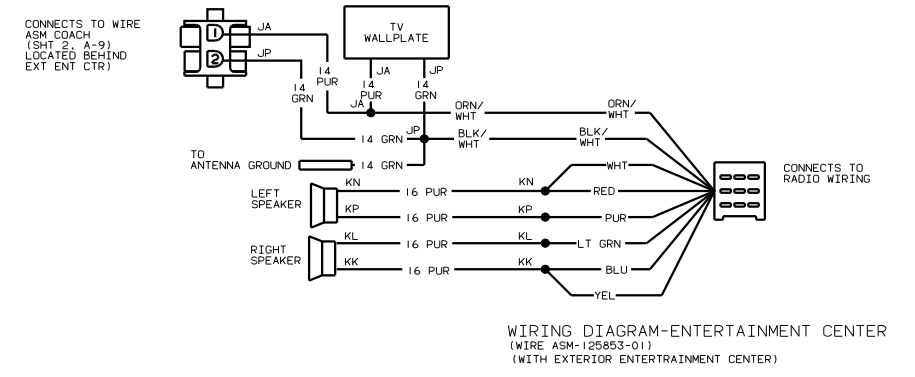 CONNECTS TO WIRE
ASM COACH
(SHT 2, A-9)
LOCATED BEHIND
EXT ENT CTR)
1
2
JA
JP
14
GRN
14
PUR
TV
WALLPLATE
JA
JP
14
PUR
14
GRN
JA
JP
14 GRN
ORN/
WHT
BLK/
WHT
ORN/
WHT
BLK/
WHT
TO
ANTENNA GROUND
14 GRN
WHT
LEFT
SPEAKER
KN
16 PUR
KN
RED
KP
16 PUR
KP
PUR
RIGHT
SPEAKER
KL
16 PUR
KL
LT GRN
KK
16 PUR
KK
BLU
YEL
CONNECTS TO
RADIO WIRING
WIRING DIAGRAM-ENTERTAINMENT CENTER
(WIRE ASM-125853-01)
(WITH EXTERIOR ENTERTRAINMENT CENTER)